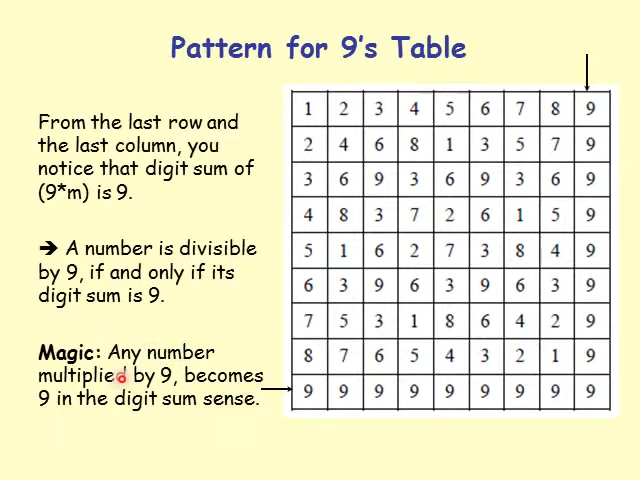 Pattern for 9's Table
From the last row and
the last column, you
notice that digit sum of
(9*m) is 9.
➔ A number is divisible
by 9, if and only if its
digit sum is 9.
Magic: Any number
multiplied by 9, becomes
9 in the digit sum sense.
1 2 3 4 5 6 7 8 9
2 4 6 8 1 3 5 7 9
3 6 9 3 6 9 3 6 9
4 8 3 7 2 6 1 5 9
5 1 6 2 7 3 8 4 9
6 3 9 6 3 9 6 3 9
7 5 3 1 8 6 4 2 9
8 7 6 5 4 3 2 1 9
9 9 9 9 9 9 9 9 9